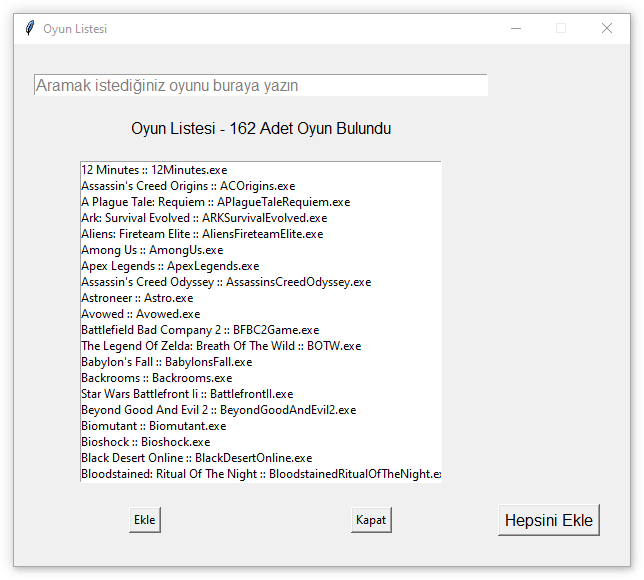 Oyun Listesi
Aramak istediğiniz oyunu buraya yazın
Oyun Listesi - 162 Adet Oyun Bulundu
12 Minutes :: 12Minutes.exe
Assassin's Creed Origins :: ACOrigins.exe
A Plague Tale: Requiem :: APlagueTaleRequiem.exe
Ark: Survival Evolved :: ARKSurvivalEvolved.exe
Aliens: Fireteam Elite :: AliensFireteamElite.exe
Among Us :: AmongUs.exe
Apex Legends :: ApexLegends.exe
Assassin's Creed Odyssey :: AssassinsCreedOdyssey.exe
Astroneer :: Astro.exe
Avowed :: Avowed.exe
Battlefield Bad Company 2 :: BFBC2Game.exe
The Legend Of Zelda: Breath Of The Wild :: BOTW.exe
Babylon's Fall :: BabylonsFall.exe
Backrooms :: Backrooms.exe
Star Wars Battlefront Ii :: BattlefrontII.exe
Beyond Good And Evil 2 :: BeyondGoodAndEvil2.exe
Biomutant :: Biomutant.exe
Bioshock :: Bioshock.exe
Black Desert Online :: BlackDesertOnline.exe
Bloodstained: Ritual Of The Night :: BloodstainedRitualOfTheNight.ex
Ekle Kapat Hepsini Ekle